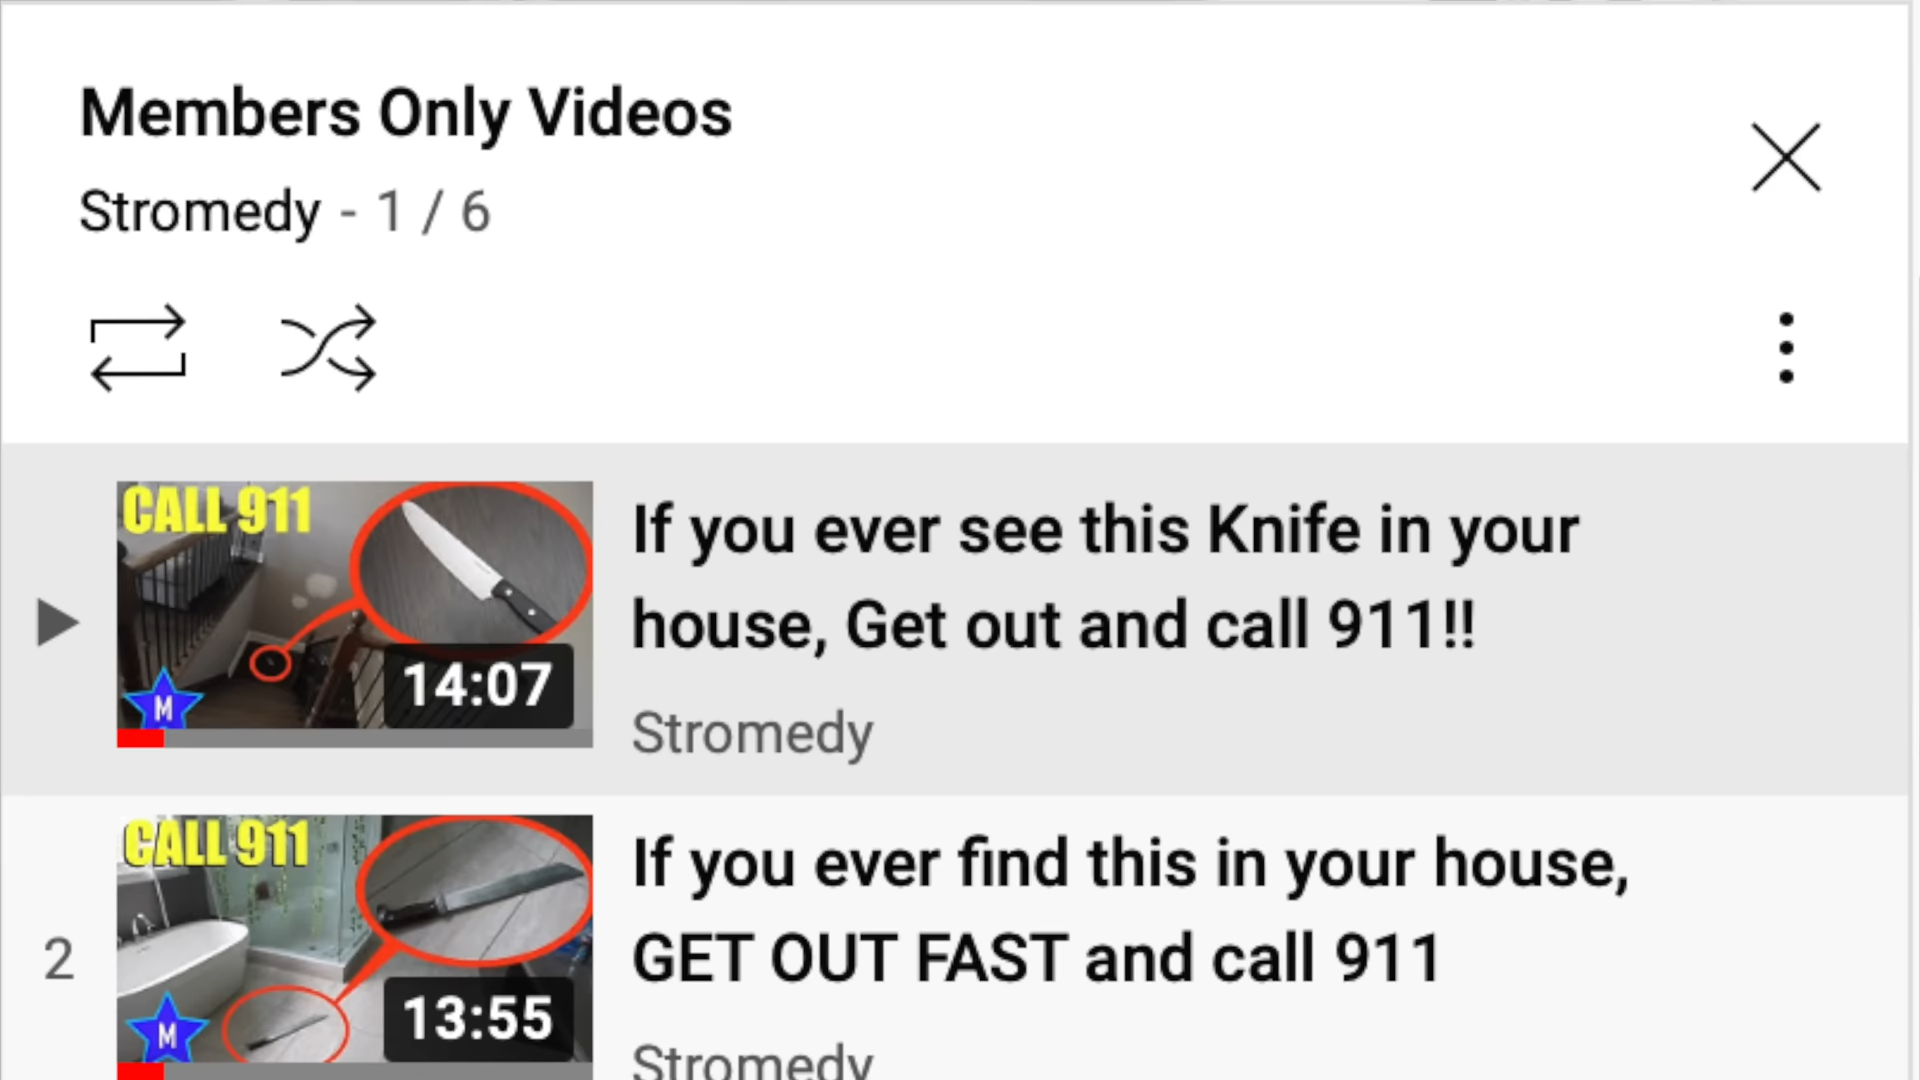 Members Only Videos
Stromedy - 1 / 6
CALL 911
M
14:07
If you ever see this Knife in your
house, Get out and call 911!!
Stromedy
2
CALL 911
M
13:55
If you ever find this in your house,
GET OUT FAST and call 911
Stromedy